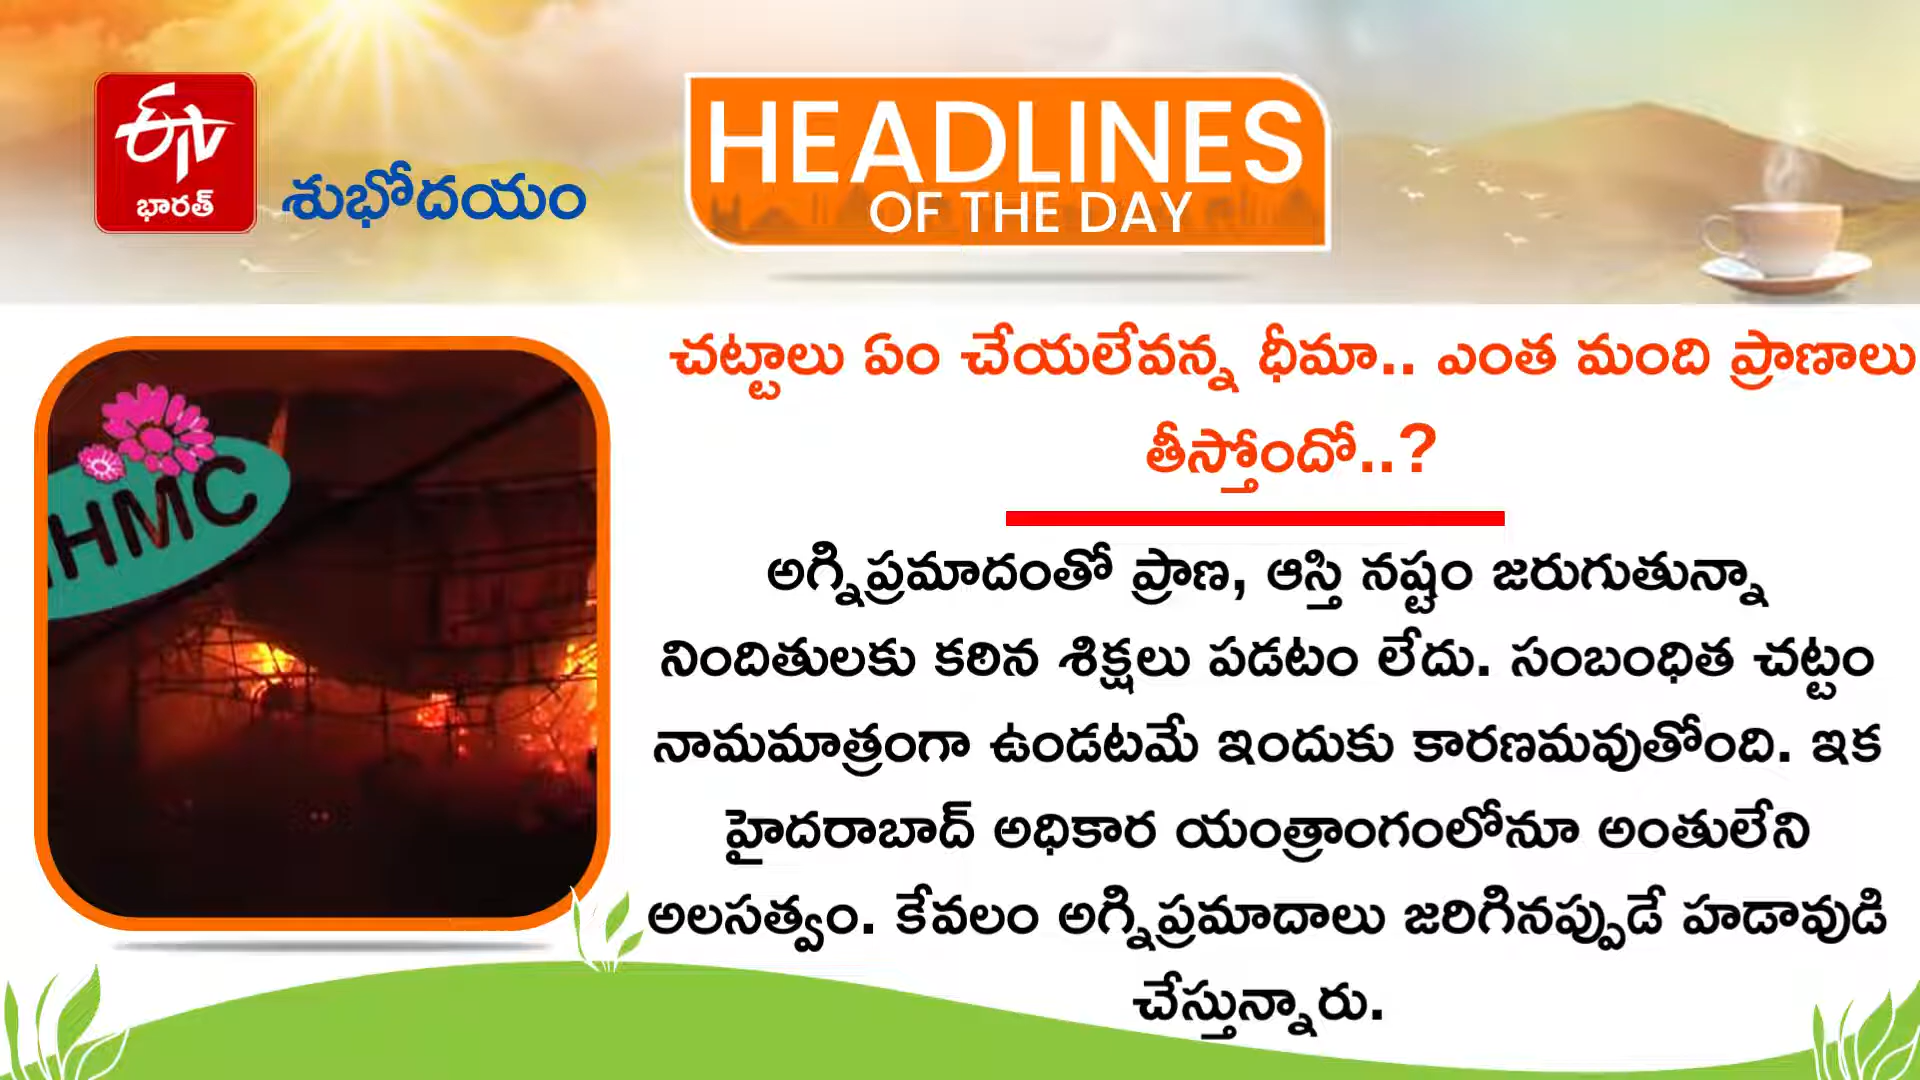 ETV
భారత్
శుభోదయం
HEADLINES
OF THE DAY
HMC
చట్టాలు ఏం చేయలేవన్న ధీమా.. ఎంత మంది ప్రాణాలు
తీస్తోందో..?
అగ్నిప్రమాదంతో ప్రాణ, ఆస్తి నష్టం జరుగుతున్నా
నిందితులకు కఠిన శిక్షలు పడటం లేదు. సంబంధిత చట్టం
నామమాత్రంగా ఉండటమే ఇందుకు కారణమవుతోంది. ఇక
హైదరాబాద్ అధికార యంత్రాంగంలోనూ అంతులేని
అలసత్వం. కేవలం అగ్నిప్రమాదాలు జరిగినప్పుడే హడావుడి
చేస్తున్నారు.